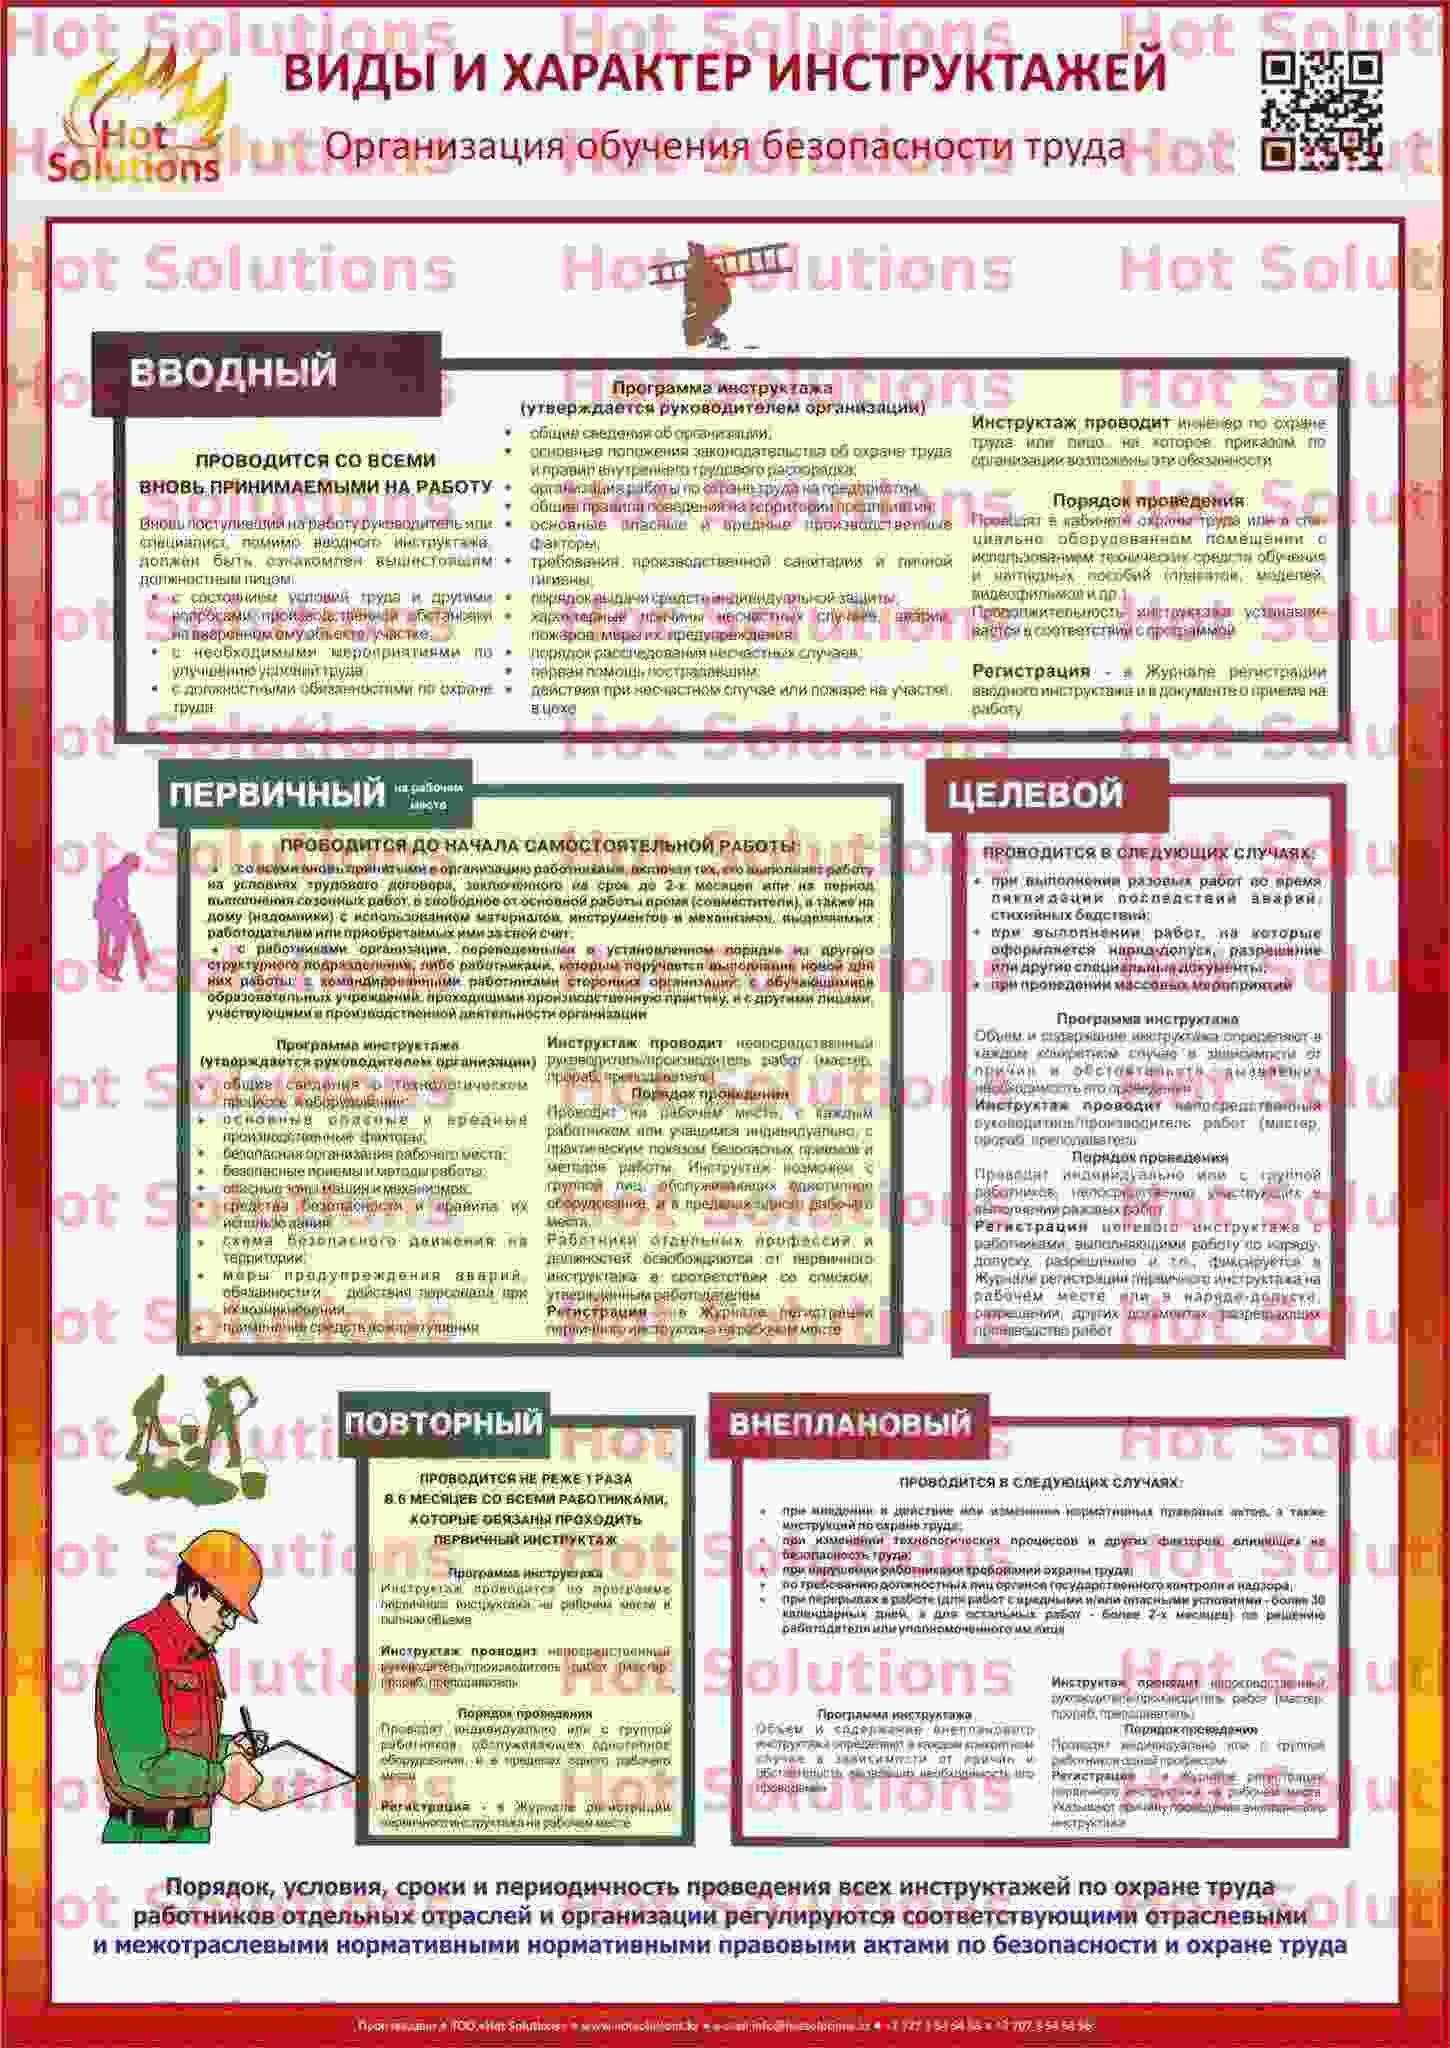 ВИДЫ И ХАРАКТЕР ИНСТРУКТАЖЕЙ
Организация обучения безопасности труда
Hot
Solutions
ВВОДНЫЙ
ПРОВОДИТСЯ СО ВСЕМИ
ВНОВЬ ПРИНИМАЕМЫМИ НА РАБОТУ
Вновь поступивший на работу руководитель или
специалист, помимо вводного инструктажа,
должен быть ознакомлен вышестоящим
должностным лицом:
• с состоянием условий труда и другими
вопросами производственной обстановки
на вверенном ему объекте, участке;
• с необходимыми мероприятиями по
улучшению условий труда;
• с должностными обязанностями по охране
труда
Программа инструктажа
(утверждается руководителем организации)
• общие сведения об организации;
• основные положения законодательства об охране труда
и правил внутреннего трудового распорядка;
• организация работы по охране труда на предприятии;
• общие правила поведения на территории предприятия;
• основные опасные и вредные производственные
факторы;
• требования производственной санитарии и личной
гигиены;
• порядок выдачи средств индивидуальной защиты;
• характерные причины несчастных случаев, аварий,
пожаров, меры их предупреждения;
• порядок расследования несчастных случаев;
• первая помощь пострадавшим;
• действия при несчастном случае или пожаре на участке,
в цехе
Инструктаж проводит инженер по охране
труда или лицо, на которое приказом по
организации возложены эти обязанности
Порядок проведения
Проводят в кабинете охраны труда или в спе-
циально оборудованном помещении с
использованием технических средств обучения
и наглядных пособий (плакатов, моделей,
видеофильмов и др.)
Продолжительность инструктажа устанавли-
вается в соответствии с программой
Регистрация - в Журнале регистрации
вводного инструктажа и в документе о приеме на
работу
ПЕРВИЧНЫЙ на рабочем
месте
ПРОВОДИТСЯ ДО НАЧАЛА САМОСТОЯТЕЛЬНОЙ РАБОТЫ:
• со всеми вновь принятыми в организацию работниками, включая тех, кто выполняет работу
на условиях трудового договора, заключенного на срок до 2-х месяцев или на период
выполнения сезонных работ, в свободное от основной работы время (совместители), а также на
дому (надомники) с использованием материалов, инструментов и механизмов, выделяемых
работодателем или приобретаемых ими за свой счет;
• с работниками организации, переведенными в установленном порядке из другого
структурного подразделения, либо работниками, которым поручается выполнение новой для
них работы; с командированными работниками сторонних организаций; с обучающимися
образовательных учреждений, проходящими производственную практику, и с другими лицами,
участвующими в производственной деятельности организации
Программа инструктажа
(утверждается руководителем организации)
• общие сведения о технологическом
процессе и оборудовании;
• основные опасные и вредные
производственные факторы;
• безопасная организация рабочего места;
• безопасные приемы и методы работы;
• опасные зоны машин и механизмов;
• средства безопасности и правила их
использования;
• схема безопасного движения на
территории;
• меры предупреждения аварий,
обязанности и действия персонала при
их возникновении;
• применение средств пожаротушения
Инструктаж проводит непосредственный
руководитель/производитель работ (мастер,
прораб, преподаватель)
Порядок проведения
Проводят на рабочем месте, с каждым
работником или учащимся индивидуально, с
практическим показом безопасных приемов и
методов работы. Инструктаж возможен с
группой лиц, обслуживающих однотипное
оборудование, и в пределах одного рабочего
места.
Работники отдельных профессий и
должностей освобождаются от первичного
инструктажа в соответствии со списком,
утвержденным работодателем
Регистрация - в Журнале регистрации
первичного инструктажа на рабочем месте
ЦЕЛЕВОЙ
ПРОВОДИТСЯ В СЛЕДУЮЩИХ СЛУЧАЯХ:
• при выполнении разовых работ во время
ликвидации последствий аварий,
стихийных бедствий;
• при выполнении работ, на которые
оформляется наряд-допуск, разрешение
или другие специальные документы;
• при проведении массовых мероприятий
Программа инструктажа
Объем и содержание инструктажа определяют в
каждом конкретном случае в зависимости от
причин и обстоятельств, вызвавших
необходимость его проведения
Инструктаж проводит непосредственный
руководитель/производитель работ (мастер,
прораб, преподаватель
Порядок проведения
Проводят индивидуально или с группой
работников, непосредственно участвующих в
выполнении разовых работ
Регистрация целевого инструктажа с
работниками, выполняющими работу по наряду-
допуску, разрешению и т.п., фиксируется в
Журнале регистрации первичного инструктажа на
рабочем месте или в наряде-допуске,
разрешении, других документах, разрешающих
производство работ
ПОВТОРНЫЙ
ПРОВОДИТСЯ НЕ РЕЖЕ 1 РАЗА
В 6 МЕСЯЦЕВ СО ВСЕМИ РАБОТНИКАМИ,
КОТОРЫЕ ОБЯЗАНЫ ПРОХОДИТЬ
ПЕРВИЧНЫЙ ИНСТРУКТАЖ
Программа инструктажа
Инструктаж проводится по программе
первичного инструктажа на рабочем месте в
полном объеме
Инструктаж проводит непосредственный
руководитель/производитель работ (мастер,
прораб, преподаватель
Порядок проведения
Проводят индивидуально или с группой
работников, обслуживающих однотипное
оборудование, и в пределах одного рабочего
места
Регистрация - в Журнале регистрации
первичного инструктажа на рабочем месте
ВНЕПЛАНОВЫЙ
ПРОВОДИТСЯ В СЛЕДУЮЩИХ СЛУЧАЯХ:
• при введении в действие или изменении нормативных правовых актов, а также
инструкций по охране труда;
• при изменении технологических процессов и других факторов, влияющих на
безопасность труда;
• при нарушении работниками требований охраны труда;
• по требованию должностных лиц органов государственного контроля и надзора;
• при перерывах в работе (для работ с вредными и/или опасными условиями - более 30
календарных дней, а для остальных работ - более 2-х месяцев) по решению
работодателя или уполномоченного им лица
Программа инструктажа
Объем и содержание внепланового
инструктажа определяют в каждом конкретном
случае в зависимости от причин и
обстоятельств, вызвавших необходимость его
проведения
Инструктаж проводит непосредственный
руководитель/производитель работ (мастер,
прораб, преподаватель)
Порядок проведения
Проводят индивидуально или с группой
работников одной профессии
Регистрация - в Журнале регистрации
первичного инструктажа на рабочем месте.
Указывают причину проведения внепланового
инструктажа
Порядок, условия, сроки и периодичность проведения всех инструктажей по охране труда
работников отдельных отраслей и организации регулируются соответствующими отраслевыми
и межотраслевыми нормативными нормативными правовыми актами по безопасности и охране труда
ТОО «Hot Solutions»